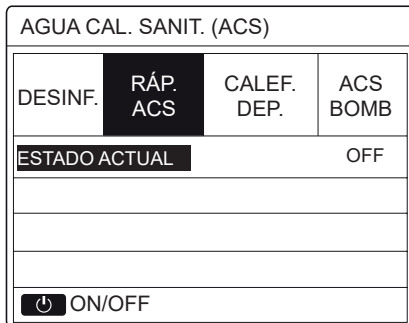 AGUA CAL. SANIT. (ACS)
DESINF.
RÁP.
ACS
CALEF.
DEP.
ACS
BOMB
ESTADO ACTUAL OFF
ON/OFF